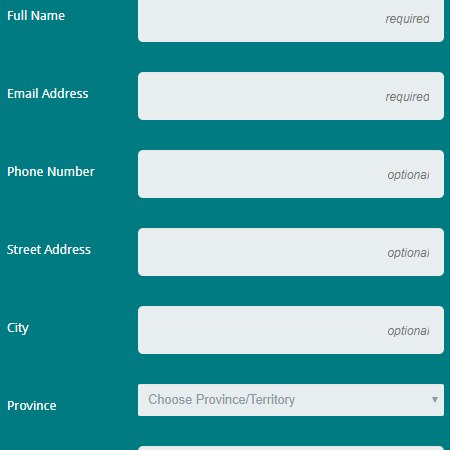 Full Name required
Email Address required
Phone Number optional
Street Address optional
City optional
Province Choose Province/Territory